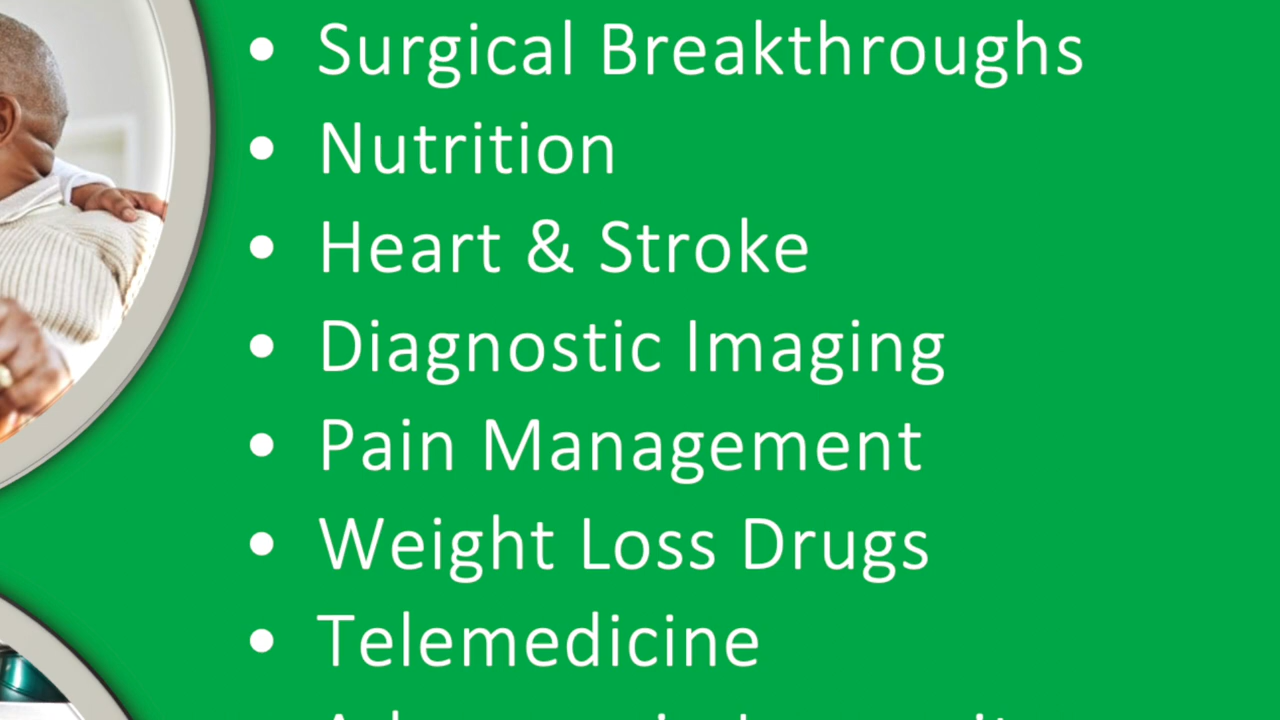 • Surgical Breakthroughs
• Nutrition
• Heart & Stroke
• Diagnostic Imaging
• Pain Management
• Weight Loss Drugs
• Telemedicine